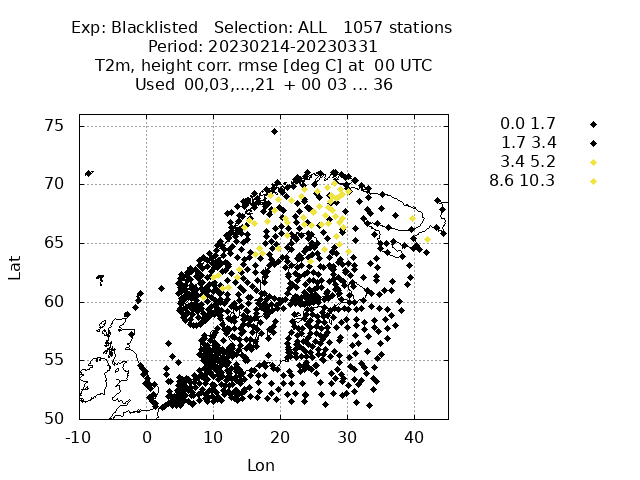 Exp: Blacklisted Selection: ALL 1057 stations
Period: 20230214-20230331
T2m, height corr. rmse [deg C] at 00 UTC
Used 00,03,...,21 + 00 03 ... 36
0.0 1.7
1.7 3.4
3.4 5.2
8.6 10.3
75
70
65
60
55
50
Lat
-10 0 10 20 30 40
Lon